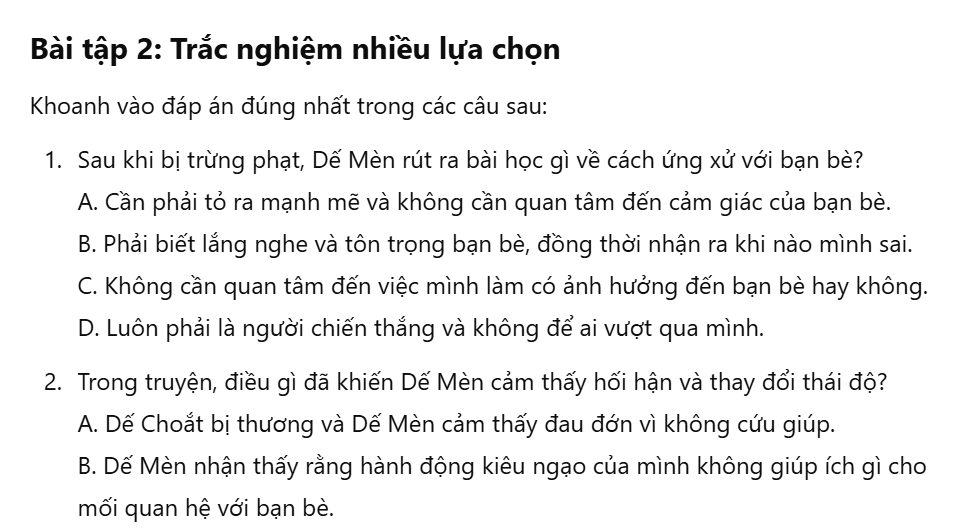 Bài tập 2: Trắc nghiệm nhiều lựa chọn
Khoanh vào đáp án đúng nhất trong các câu sau:
1. Sau khi bị trừng phạt, Dế Mèn rút ra bài học gì về cách ứng xử với bạn bè?
A. Cần phải tỏ ra mạnh mẽ và không cần quan tâm đến cảm giác của bạn bè.
B. Phải biết lắng nghe và tôn trọng bạn bè, đồng thời nhận ra khi nào mình sai.
C. Không cần quan tâm đến việc mình làm có ảnh hưởng đến bạn bè hay không.
D. Luôn phải là người chiến thắng và không để ai vượt qua mình.
2. Trong truyện, điều gì đã khiến Dế Mèn cảm thấy hối hận và thay đổi thái độ?
A. Dế Choắt bị thương và Dế Mèn cảm thấy đau đớn vì không cứu giúp.
B. Dế Mèn nhận thấy rằng hành động kiêu ngạo của mình không giúp ích gì cho
mối quan hệ với bạn bè.